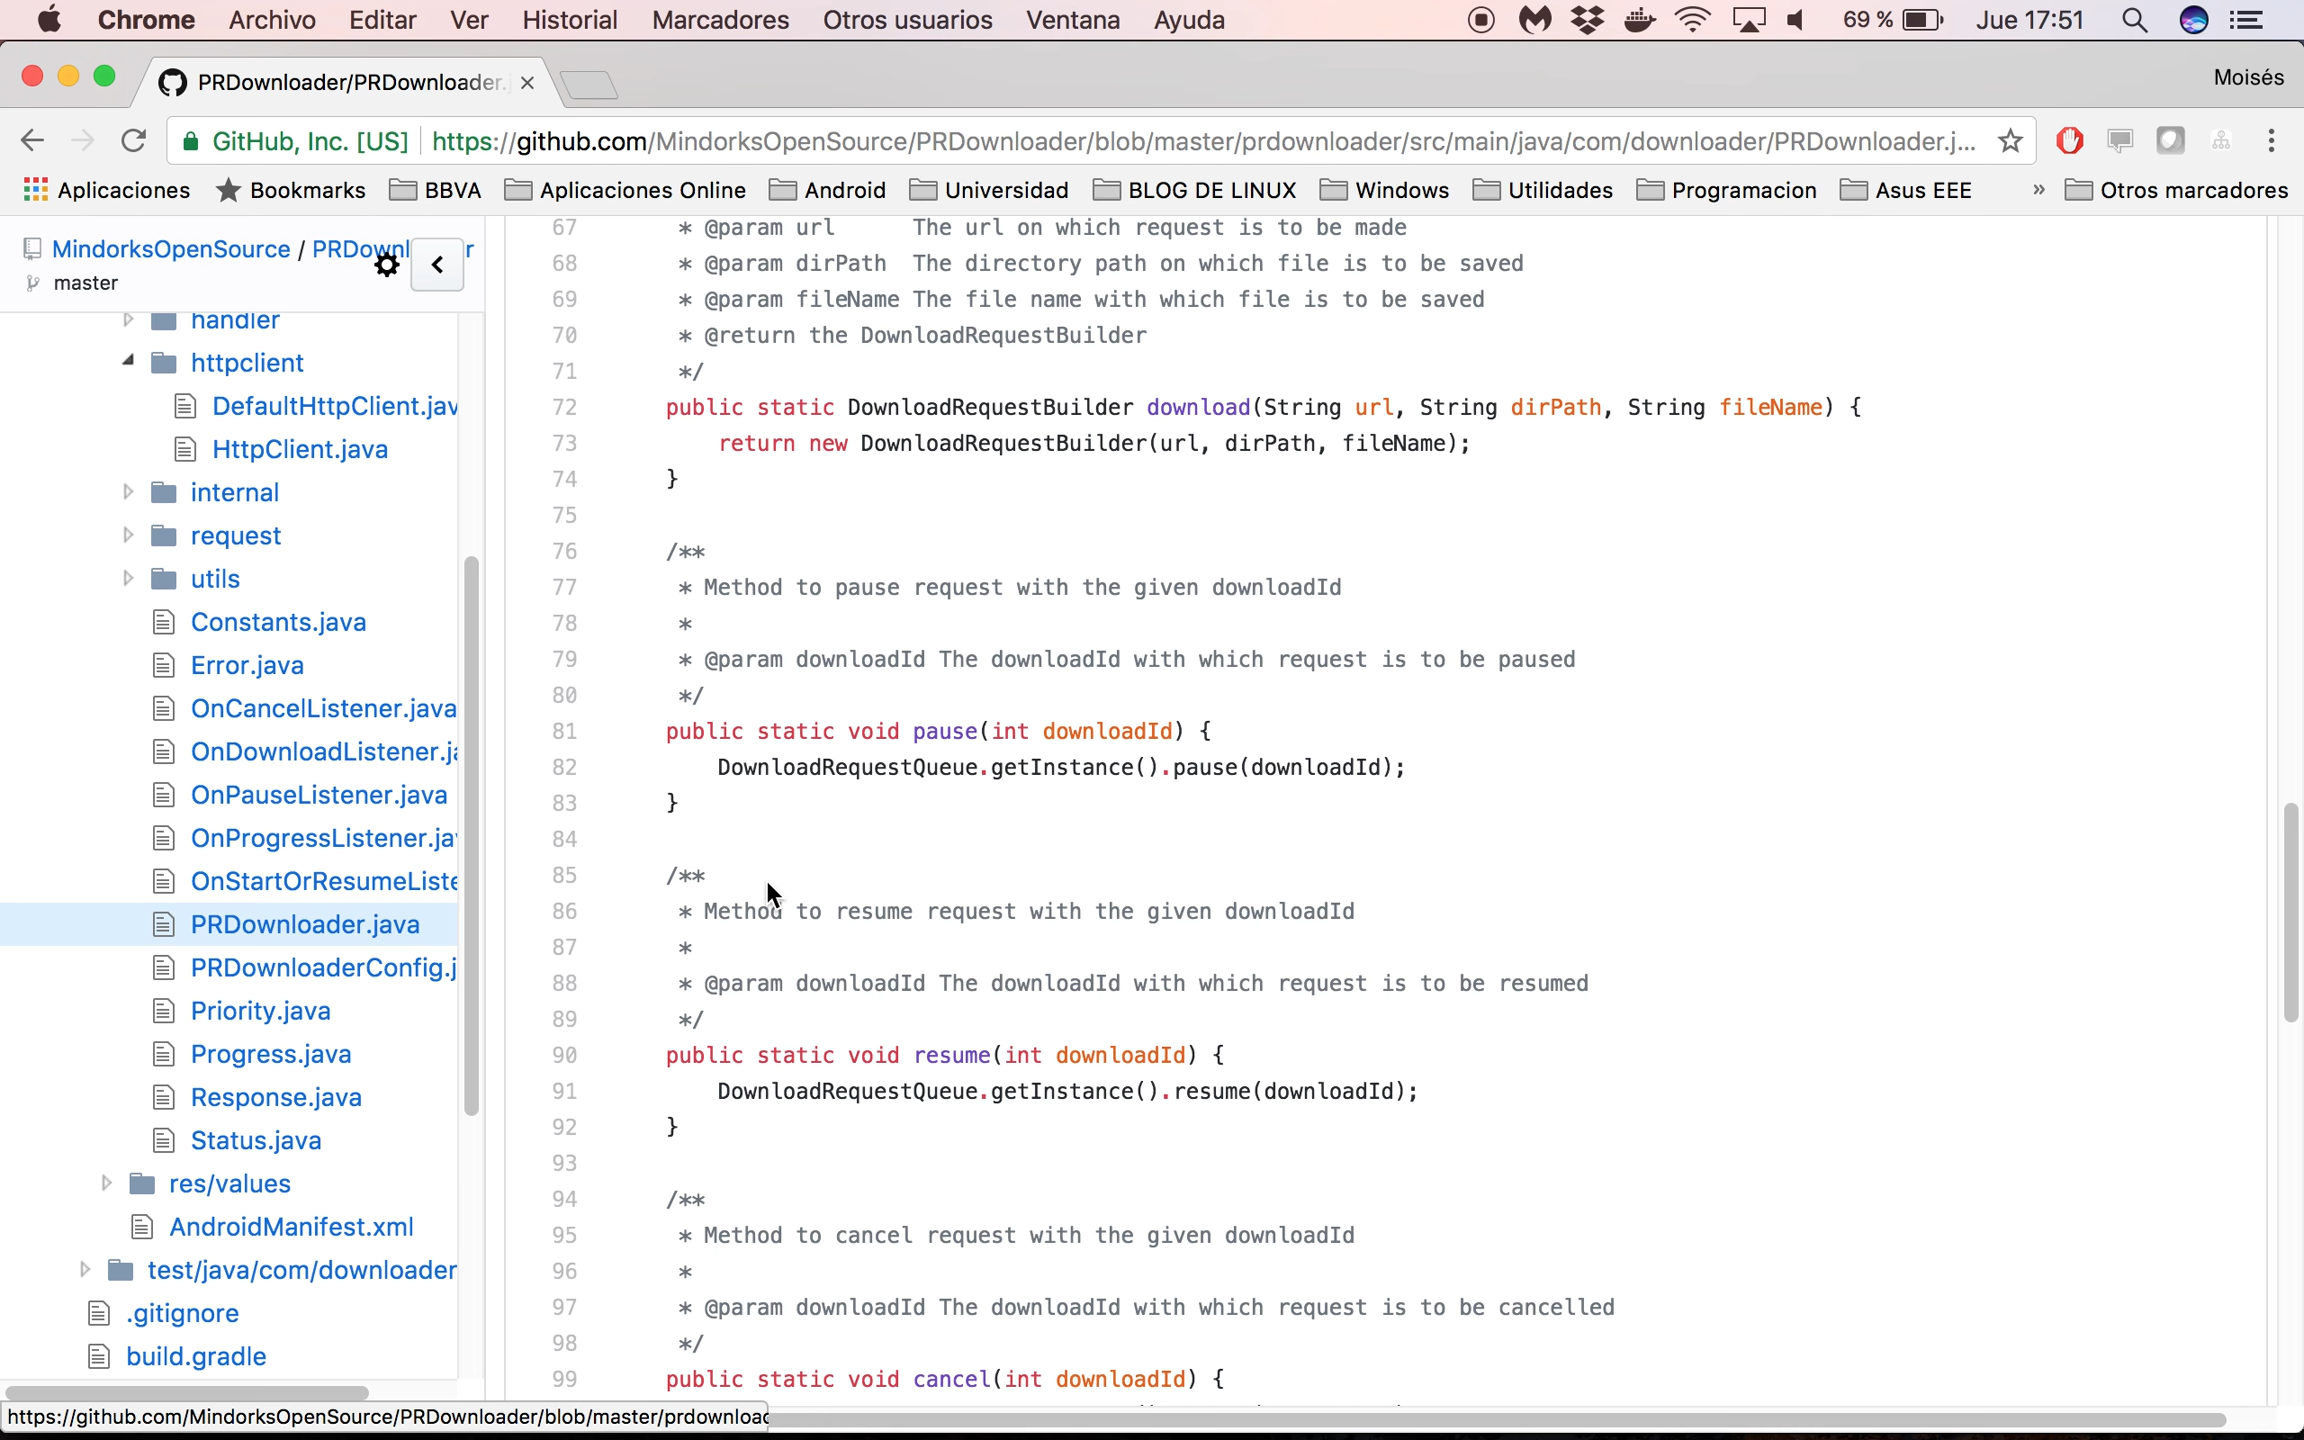 Chrome Archivo Editar Ver Historial Marcadores Otros usuarios Ventana Ayuda 69 % Jue 17:51
PRDownloader/PRDownloader. Moisés
GitHub, Inc. [US] https://github.com/MindorksOpenSource/PRDownloader/blob/master/prdownloader/src/main/java/com/downloader/PRDownloader.j...
Aplicaciones Bookmarks BBVA Aplicaciones Online Android Universidad BLOG DE LINUX Windows Utilidades Programacion Asus EEE » Otros marcadores
MindorksOpenSource / PRDownl r
master
handler
httpclient
DefaultHttpClient.jav
HttpClient.java
internal
request
utils
Constants.java
Error.java
OnCancelListener.java
OnDownloadListener.ja
OnPauseListener.java
OnProgressListener.jav
OnStartOrResumeListe
PRDownloader.java
PRDownloaderConfig.j
Priority.java
Progress.java
Response.java
Status.java
res/values
AndroidManifest.xml
test/java/com/downloader
.gitignore
build.gradle
67 * @param url The url on which request is to be made
68 * @param dirPath The directory path on which file is to be saved
69 * @param fileName The file name with which file is to be saved
70 * @return the DownloadRequestBuilder
71 */
72 public static DownloadRequestBuilder download(String url, String dirPath, String fileName) {
73 return new DownloadRequestBuilder(url, dirPath, fileName);
74 }
75
76 /**
77 * Method to pause request with the given downloadId
78 *
79 * @param downloadId The downloadId with which request is to be paused
80 */
81 public static void pause(int downloadId) {
82 DownloadRequestQueue.getInstance().pause(downloadId);
83 }
84
85 /**
86 * Method to resume request with the given downloadId
87 *
88 * @param downloadId The downloadId with which request is to be resumed
89 */
90 public static void resume(int downloadId) {
91 DownloadRequestQueue.getInstance().resume(downloadId);
92 }
93
94 /**
95 * Method to cancel request with the given downloadId
96 *
97 * @param downloadId The downloadId with which request is to be cancelled
98 */
99 public static void cancel(int downloadId) {
https://github.com/MindorksOpenSource/PRDownloader/blob/master/prdownload